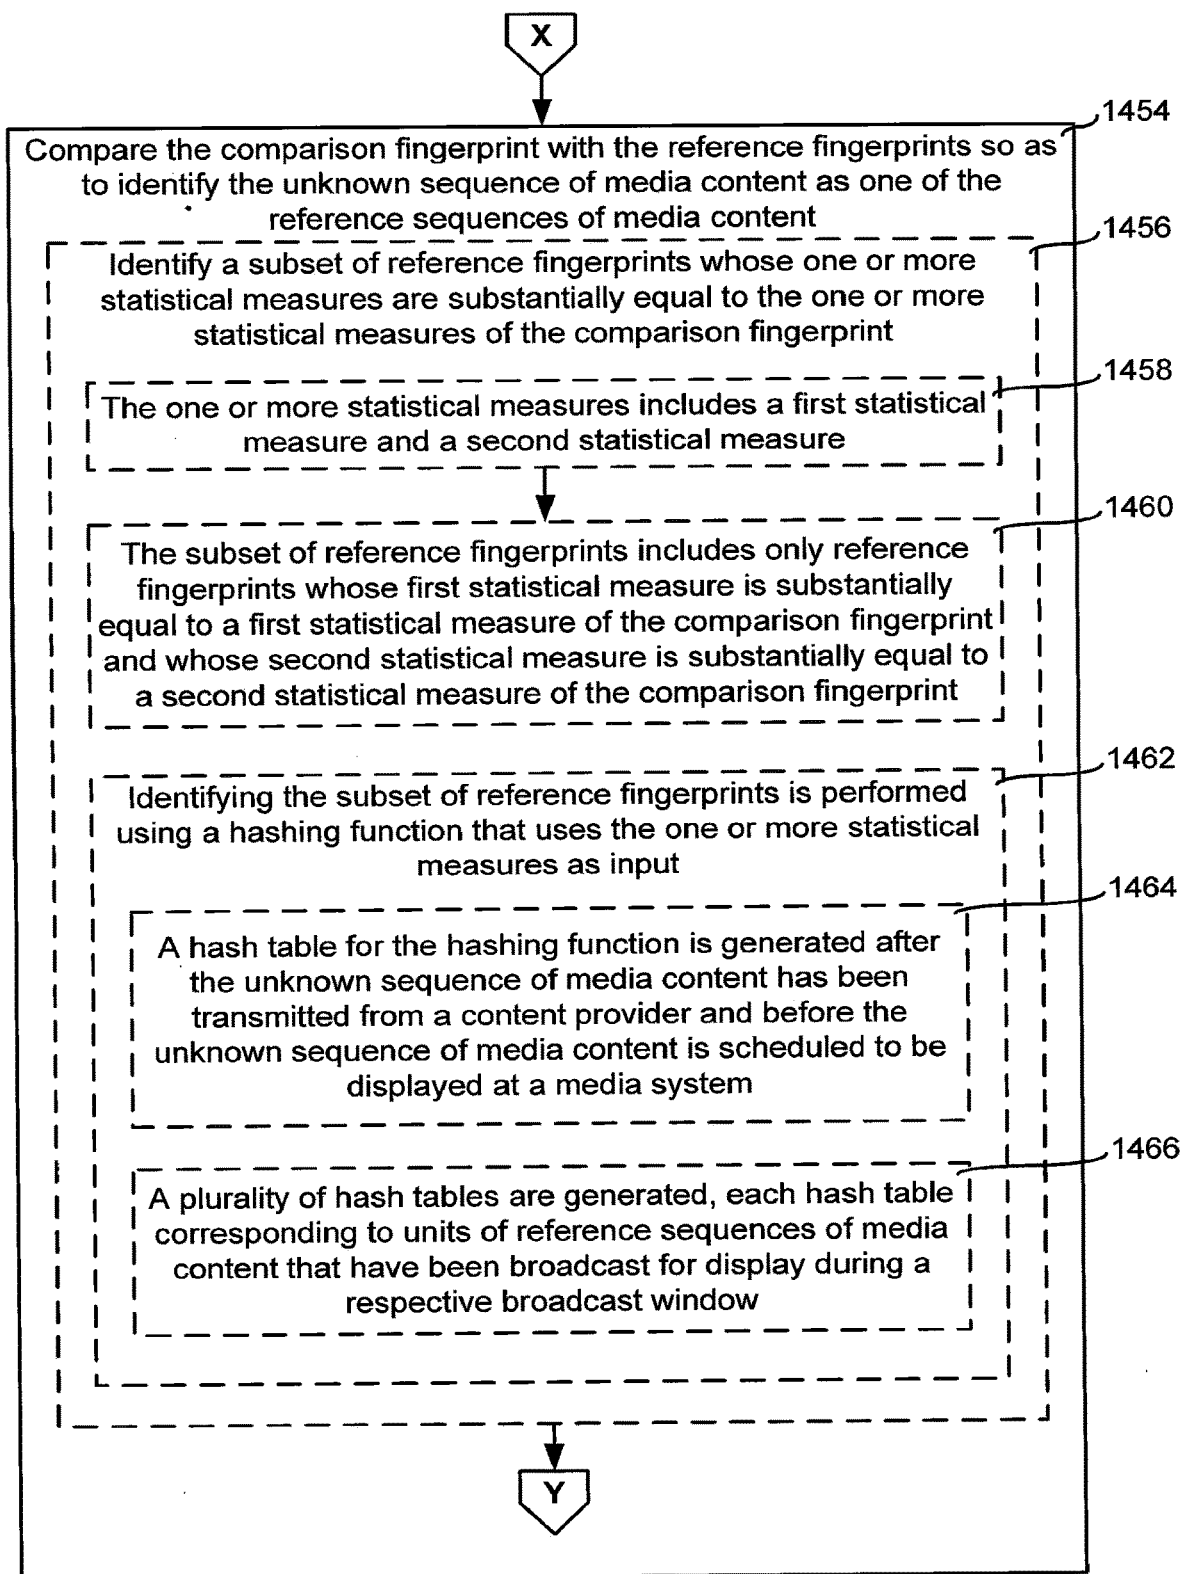 X
1454
Compare the comparison fingerprint with the reference fingerprints so as
to identify the unknown sequence of media content as one of the
reference sequences of media content
1456
Identify a subset of reference fingerprints whose one or more
statistical measures are substantially equal to the one or more
statistical measures of the comparison fingerprint
1458
The one or more statistical measures includes a first statistical
measure and a second statistical measure
1460
The subset of reference fingerprints includes only reference
fingerprints whose first statistical measure is substantially
equal to a first statistical measure of the comparison fingerprint
and whose second statistical measure is substantially equal to
a second statistical measure of the comparison fingerprint
1462
Identifying the subset of reference fingerprints is performed
using a hashing function that uses the one or more statistical
measures as input
1464
A hash table for the hashing function is generated after
the unknown sequence of media content has been
transmitted from a content provider and before the
unknown sequence of media content is scheduled to be
displayed at a media system
1466
A plurality of hash tables are generated, each hash table
corresponding to units of reference sequences of media
content that have been broadcast for display during a
respective broadcast window
Y